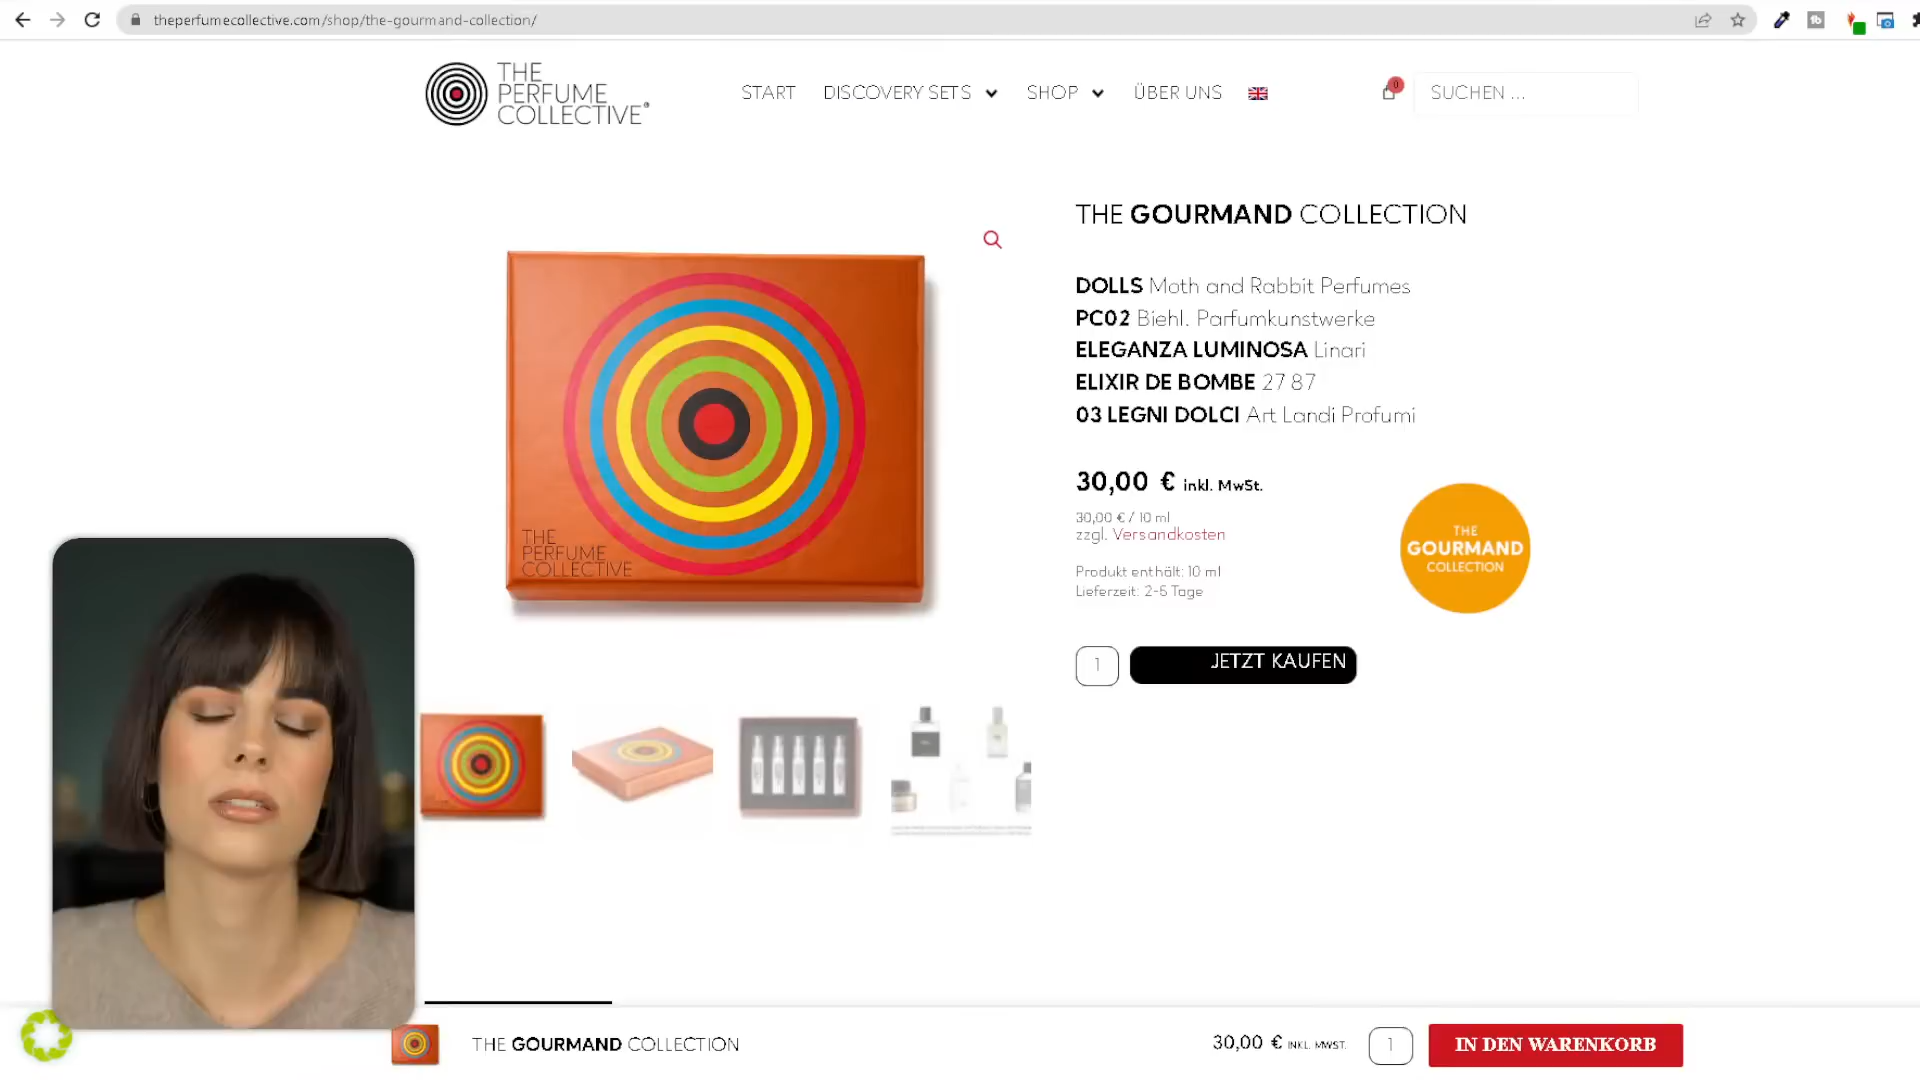 theperfumecollective.com/shop/the-gourmand-collection/
THE
PERFUME
COLLECTIVE®
START
DISCOVERY SETS
SHOP
ÜBER UNS
0
SUCHEN ...
THE GOURMAND COLLECTION
DOLLS Moth and Rabbit Perfumes
PC02 Biehl. Parfumkunstwerke
ELEGANZA LUMINOSA Linari
ELIXIR DE BOMBE 27 87
03 LEGNI DOLCI Art Landi Profumi
30,00 € inkl. MwSt.
30,00 € / 10 ml
zzgl. Versandkosten
Produkt enthält: 10 ml
Lieferzeit: 2-5 Tage
THE
GOURMAND
COLLECTION
THE
PERFUME
COLLECTIVE
1
JETZT KAUFEN
THE GOURMAND COLLECTION
30,00 € INKL. MWST.
1
IN DEN WARENKORB